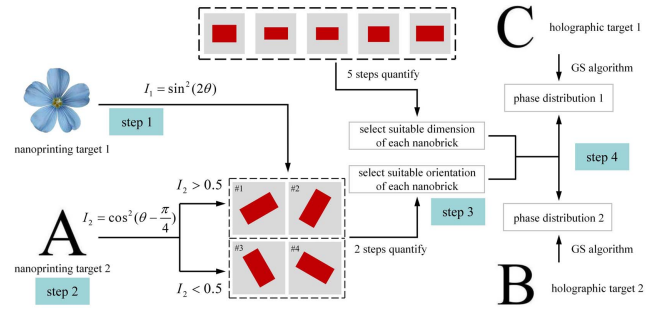 C
holographic target 1
GS algorithm
5 steps quantify
I₁ = sin²(2θ)
step 1
nanoprinting target 1
phase distribution 1
select suitable dimension
of each nanobrick
step 4
select suitable orientation
of each nanobrick
I₂ > 0.5
#1
#2
step 3
I₂ = cos²(θ − π/4)
A
phase distribution 2
2 steps quantify
#3
#4
GS algorithm
nanoprinting target 2
step 2
I₂ < 0.5
B
holographic target 2